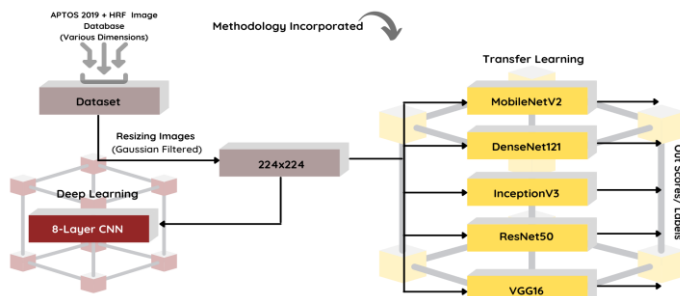 APTOS 2019 + HRF Image
Database
(Various Dimensions)
Methodology Incorporated
Dataset
Resizing Images
(Gaussian Filtered)
224x224
Deep Learning
8-Layer CNN
Transfer Learning
MobileNetV2
DenseNet121
InceptionV3
ResNet50
VGG16
Out Scores/ Labels